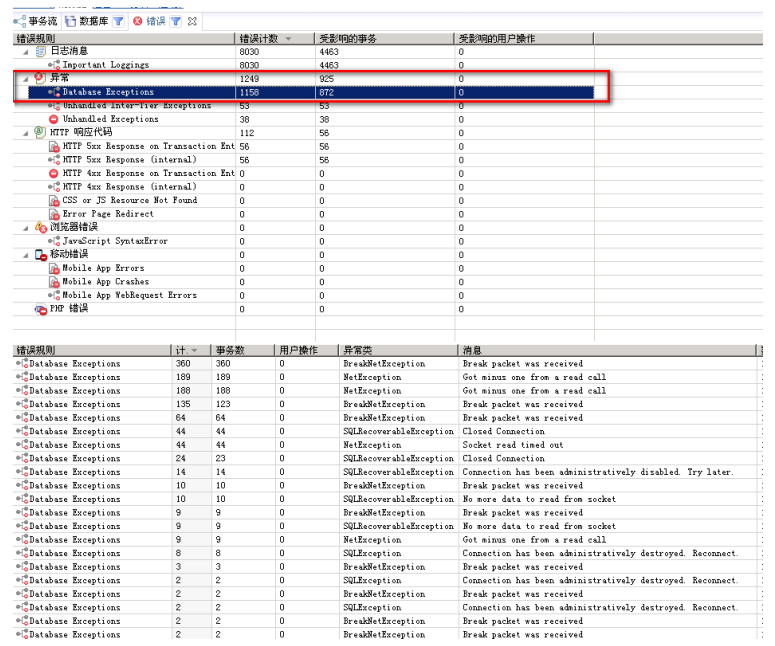 事务流 数据库 错误
错误规则 错误计数 受影响的事务 受影响的用户操作
日志消息 8030 4463 0
Important Loggings 8030 4463 0
异常 1249 925 0
Database Exceptions 1158 872 0
Unhandled Inter-Tier Exceptions 53 53 0
Unhandled Exceptions 38 38 0
HTTP 响应代码 112 56 0
HTTP 5xx Response on Transaction Ent 56 56 0
HTTP 5xx Response (internal) 56 56 0
HTTP 4xx Response on Transaction Ent 0 0 0
HTTP 4xx Response (internal) 0 0 0
CSS or JS Resource Not Found 0 0 0
Error Page Redirect 0 0 0
浏览器错误 0 0 0
JavaScript SyntaxError 0 0 0
移动错误 0 0 0
Mobile App Errors 0 0 0
Mobile App Crashes 0 0 0
Mobile App WebRequest Errors 0 0 0
PHP 错误 0 0 0
错误规则 计. 事务数 用户操作 异常类 消息
Database Exceptions 360 360 0 BreakNetException Break packet was received
Database Exceptions 189 189 0 NetException Got minus one from a read call
Database Exceptions 188 188 0 NetException Got minus one from a read call
Database Exceptions 135 123 0 BreakNetException Break packet was received
Database Exceptions 64 64 0 BreakNetException Break packet was received
Database Exceptions 44 44 0 SQLRecoverableException Closed Connection
Database Exceptions 44 44 0 NetException Socket read timed out
Database Exceptions 24 23 0 SQLRecoverableException Closed Connection
Database Exceptions 14 14 0 SQLRecoverableException Connection has been administratively disabled. Try later.
Database Exceptions 10 10 0 BreakNetException Break packet was received
Database Exceptions 10 10 0 SQLRecoverableException No more data to read from socket
Database Exceptions 9 9 0 BreakNetException Break packet was received
Database Exceptions 9 9 0 SQLRecoverableException No more data to read from socket
Database Exceptions 9 9 0 NetException Got minus one from a read call
Database Exceptions 8 8 0 SQLException Connection has been administratively destroyed. Reconnect.
Database Exceptions 3 3 0 BreakNetException Break packet was received
Database Exceptions 2 2 0 BreakNetException Break packet was received
Database Exceptions 2 2 0 SQLException Connection has been administratively destroyed. Reconnect.
Database Exceptions 2 2 0 BreakNetException Break packet was received
Database Exceptions 2 2 0 SQLException Connection has been administratively destroyed. Reconnect.
Database Exceptions 2 2 0 BreakNetException Break packet was received